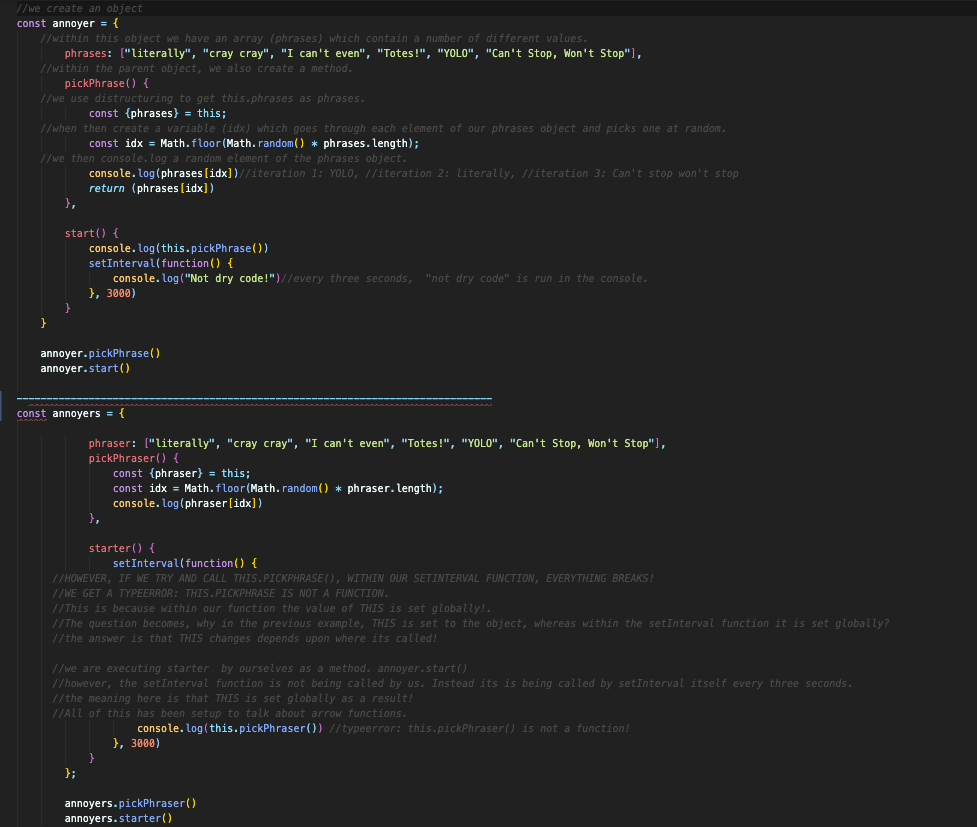 //we create an object
const annoyer = {
//within this object we have an array (phrases) which contain a number of different values.
phrases: ["literally", "cray cray", "I can't even", "Totes!", "YOLO", "Can't Stop, Won't Stop"],
//within the parent object, we also create a method.
pickPhrase() {
//we use distructuring to get this.phrases as phrases.
const {phrases} = this;
//when then create a variable (idx) which goes through each element of our phrases object and picks one at random.
const idx = Math.floor(Math.random() * phrases.length);
//we then console.log a random element of the phrases object.
console.log(phrases[idx])//iteration 1: YOLO, //iteration 2: literally, //iteration 3: Can't stop won't stop
return (phrases[idx])
},
start() {
console.log(this.pickPhrase())
setInterval(function() {
console.log("Not dry code!")//every three seconds,  "not dry code" is run in the console.
}, 3000)
}
}
annoyer.pickPhrase()
annoyer.start()
-------------------------------------------------------------------------------
const annoyers = {
phraser: ["literally", "cray cray", "I can't even", "Totes!", "YOLO", "Can't Stop, Won't Stop"],
pickPhraser() {
const {phraser} = this;
const idx = Math.floor(Math.random() * phraser.length);
console.log(phraser[idx])
},
starter() {
setInterval(function() {
//HOWEVER, IF WE TRY AND CALL THIS.PICKPHRASE(), WITHIN OUR SETINTERVAL FUNCTION, EVERYTHING BREAKS!
//WE GET A TYPEERROR: THIS.PICKPHRASE IS NOT A FUNCTION.
//This is because within our function the value of THIS is set globally!.
//The question becomes, why in the previous example, THIS is set to the object, whereas within the setInterval function it is set globally?
//the answer is that THIS changes depends upon where its called!
//we are executing starter  by ourselves as a method. annoyer.start()
//however, the setInterval function is not being called by us. Instead its is being called by setInterval itself every three seconds.
//the meaning here is that THIS is set globally as a result!
//All of this has been setup to talk about arrow functions.
console.log(this.pickPhraser()) //typeerror: this.pickPhraser() is not a function!
}, 3000)
}
};
annoyers.pickPhraser()
annoyers.starter()